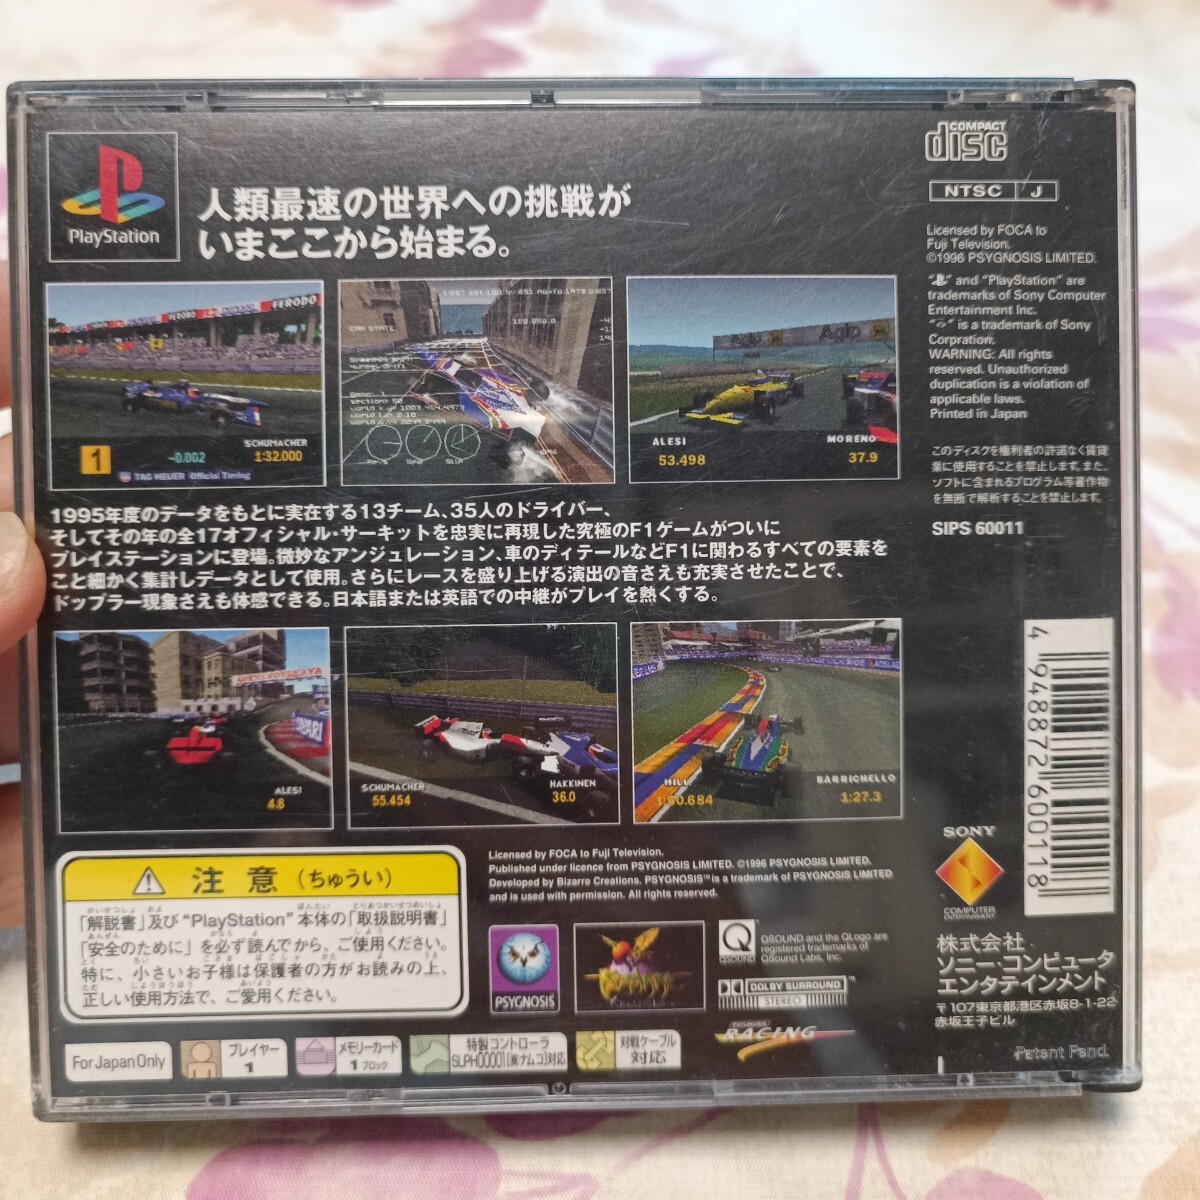 PlayStation
人類最速の世界への挑戦が
いまここから始まる。
COMPACT
disc
NTSC J
Licensed by FOCA to
Fuji Television.
©1996 PSYGNOSIS LIMITED.
" " and "PlayStation" are
trademarks of Sony Computer
Entertainment Inc.
" " is a trademark of Sony
Corpration.
WARNING: All rights
reserved. Unauthorized
duplication is a violation of
applicable laws.
Printed in Japan
このディスクを権利者の許諾なく賃貸
業に使用することを禁止します。また、
ソフトに含まれるプログラム等著作物
を無断で解析することを禁止します。
SIPS 60011
FERODO
FERODO
1
-0.002
SCHUMACHER
1:32.000
TAG HEUER Official Timing
CAR STATE
Agip
ALESI
53.498
MORENO
37.9
1995年度のデータをもとに実在する13チーム、35人のドライバー、
そしてその年の全17オフィシャル・サーキットを忠実に再現した究極のF1ゲームがついに
プレイステーションに登場。微妙なアンジュレーション、車のディテールなどF1に関わるすべての要素を
こと細かく集計しデータとして使用。さらにレースを盛り上げる演出の音さえも充実させたことで、
ドップラー現象さえも体感できる。日本語または英語での中継がプレイを熱くする。
ALESI
4.8
SCHUMACHER
55.454
HAKKINEN
36.0
HILL
1:50.684
BARRICHELLO
1:27.3
4 948872 600118
注意(ちゅうい)
「解説書」及び"PlayStation"本体の「取扱説明書」
「安全のために」を必ず読んでから、ご使用ください。
特に、小さいお子様は保護者の方がお読みの上、
正しい使用方法で、ご愛用ください。
Licensed by FOCA to Fuji Television.
Published under licence from PSYGNOSIS LIMITED. ©1996 PSYGNOSIS LIMITED.
Developed by Bizarre Creations. PSYGNOSIS™ is a trademark of PSYGNOSIS LIMITED
and is used with permission. All rights reserved.
PSYGNOSIS
QSOUND
QSOUND and the QLogo are
registered trademarks of
QSound Labs, Inc.
DOLBY SURROUND
STEREO
PSYGNOSIS
RACING
SONY
COMPUTER
ENTERTAINMENT
株式会社
ソニー・コンピュータ
エンタテインメント
〒107東京都港区赤坂8-1-22
赤坂王子ビル
Patent Pend.
For Japan Only
プレイヤー
1
メモリーカード
1ブロック
特製コントローラ
SLPH00001(㈱ナムコ)対応
対戦ケーブル
対応